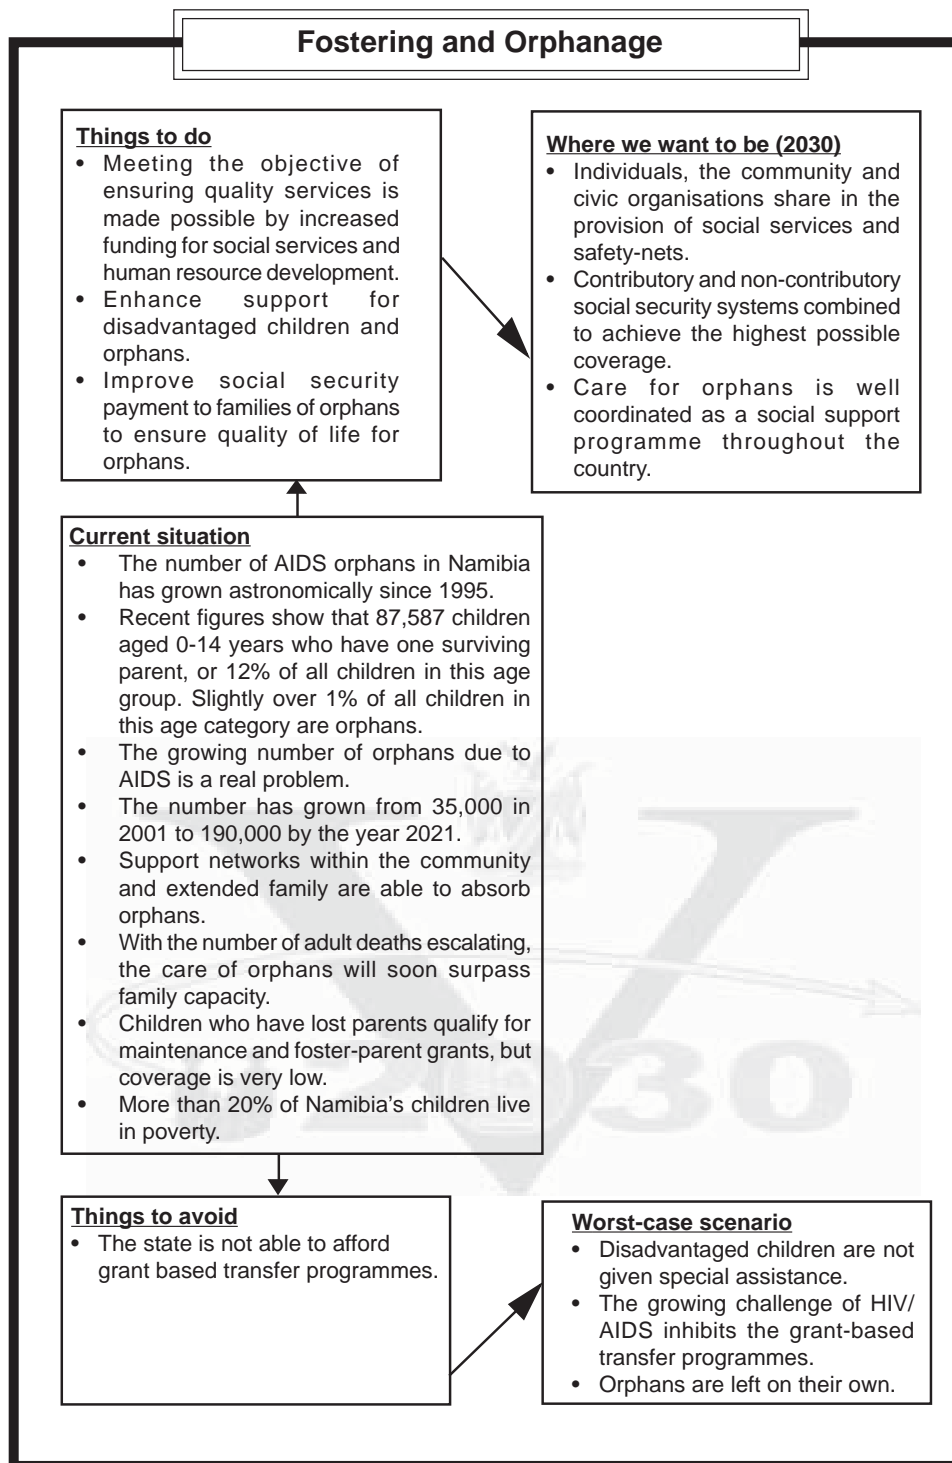 Fostering and Orphanage
Things to do
• Meeting the objective of
ensuring quality services is
made possible by increased
funding for social services and
human resource development.
• Enhance support for
disadvantaged children and
orphans.
• Improve social security
payment to families of orphans
to ensure quality of life for
orphans.
Where we want to be (2030)
• Individuals, the community and
civic organisations share in the
provision of social services and
safety-nets.
• Contributory and non-contributory
social security systems combined
to achieve the highest possible
coverage.
• Care for orphans is well
coordinated as a social support
programme throughout the
country.
Current situation
• The number of AIDS orphans in Namibia
has grown astronomically since 1995.
• Recent figures show that 87,587 children
aged 0-14 years who have one surviving
parent, or 12% of all children in this age
group. Slightly over 1% of all children in
this age category are orphans.
• The growing number of orphans due to
AIDS is a real problem.
• The number has grown from 35,000 in
2001 to 190,000 by the year 2021.
• Support networks within the community
and extended family are able to absorb
orphans.
• With the number of adult deaths escalating,
the care of orphans will soon surpass
family capacity.
• Children who have lost parents qualify for
maintenance and foster-parent grants, but
coverage is very low.
• More than 20% of Namibia's children live
in poverty.
Things to avoid
• The state is not able to afford
grant based transfer programmes.
Worst-case scenario
• Disadvantaged children are not
given special assistance.
• The growing challenge of HIV/
AIDS inhibits the grant-based
transfer programmes.
• Orphans are left on their own.
V
2030